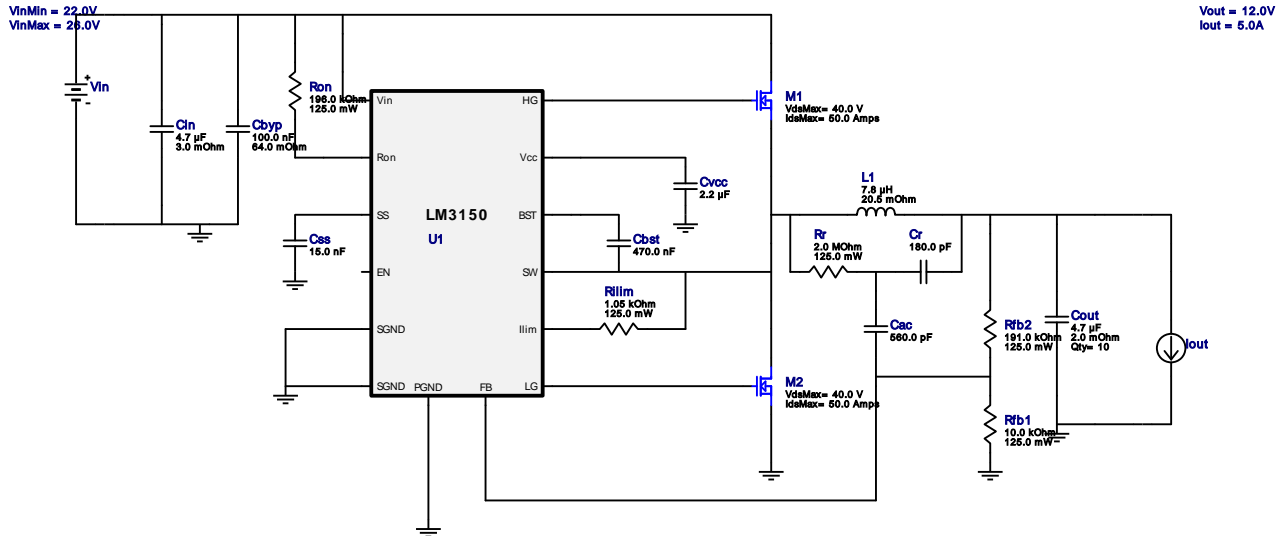 VinMin = 22.0V
VinMax = 26.0V
Vout = 12.0V
Iout = 5.0A
+
Vin
-
Cin
4.7 µF
3.0 mOhm
Cbyp
100.0 nF
64.0 mOhm
Ron
196.0 kOhm
125.0 mW
Vin
Ron
SS
EN
SGND
SGND
PGND
FB
HG
Vcc
BST
SW
Ilim
LG
LM3150
U1
Css
15.0 nF
Cvcc
2.2 µF
Cbst
470.0 nF
Rilim
1.05 kOhm
125.0 mW
M1
VdsMax= 40.0 V
IdsMax= 50.0 Amps
M2
VdsMax= 40.0 V
IdsMax= 50.0 Amps
L1
7.8 µH
20.5 mOhm
Rr
2.0 MOhm
125.0 mW
Cr
180.0 pF
Cac
560.0 pF
Rfb2
191.0 kOhm
125.0 mW
Rfb1
10.0 kOhm
125.0 mW
Cout
4.7 µF
2.0 mOhm
Qty= 10
Iout